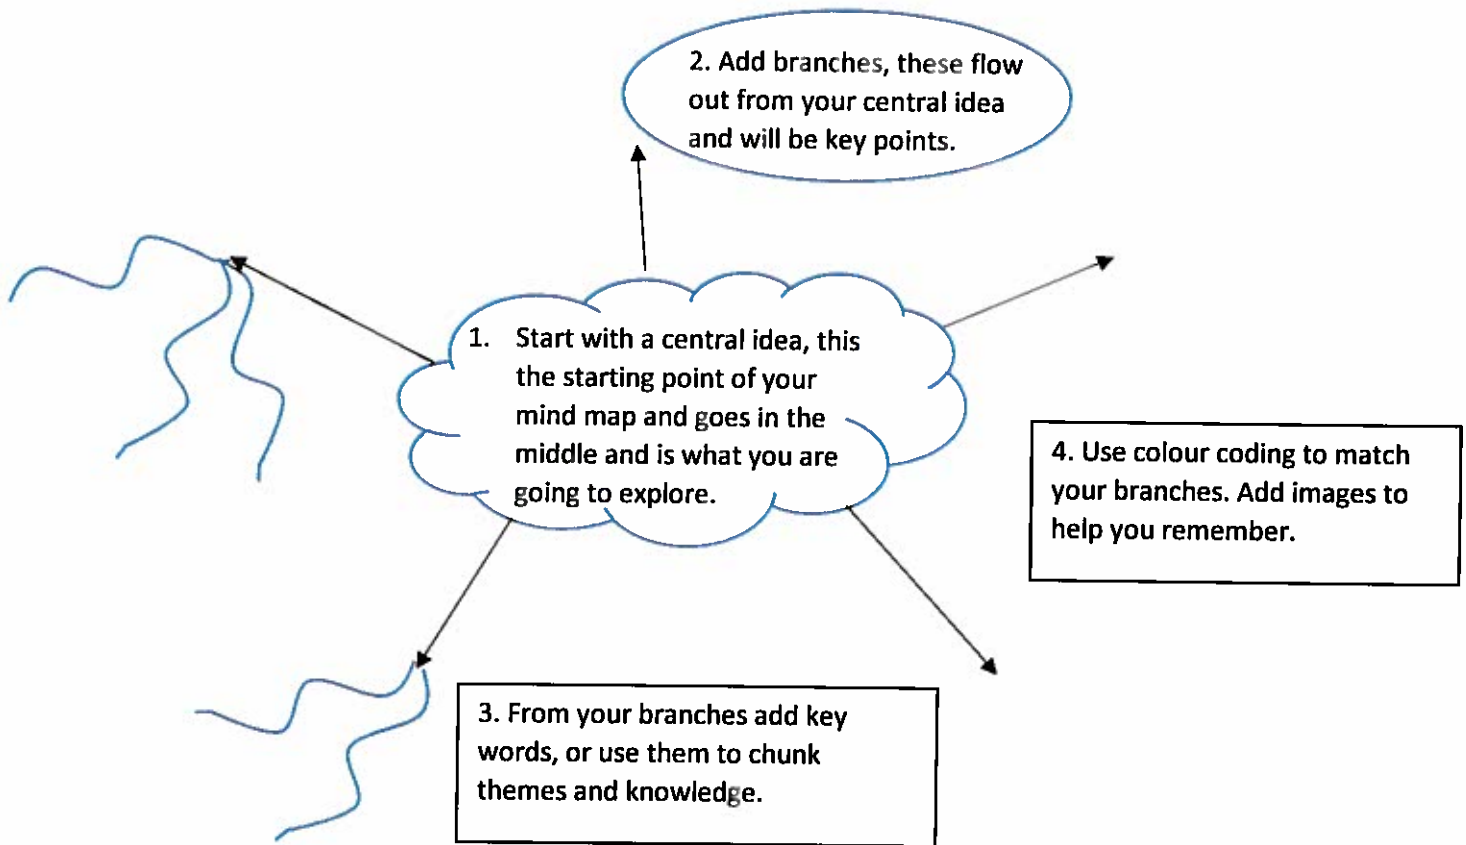 2. Add branches, these flow
out from your central idea
and will be key points.
1. Start with a central idea, this
the starting point of your
mind map and goes in the
middle and is what you are
going to explore.
4. Use colour coding to match
your branches. Add images to
help you remember.
3. From your branches add key
words, or use them to chunk
themes and knowledge.